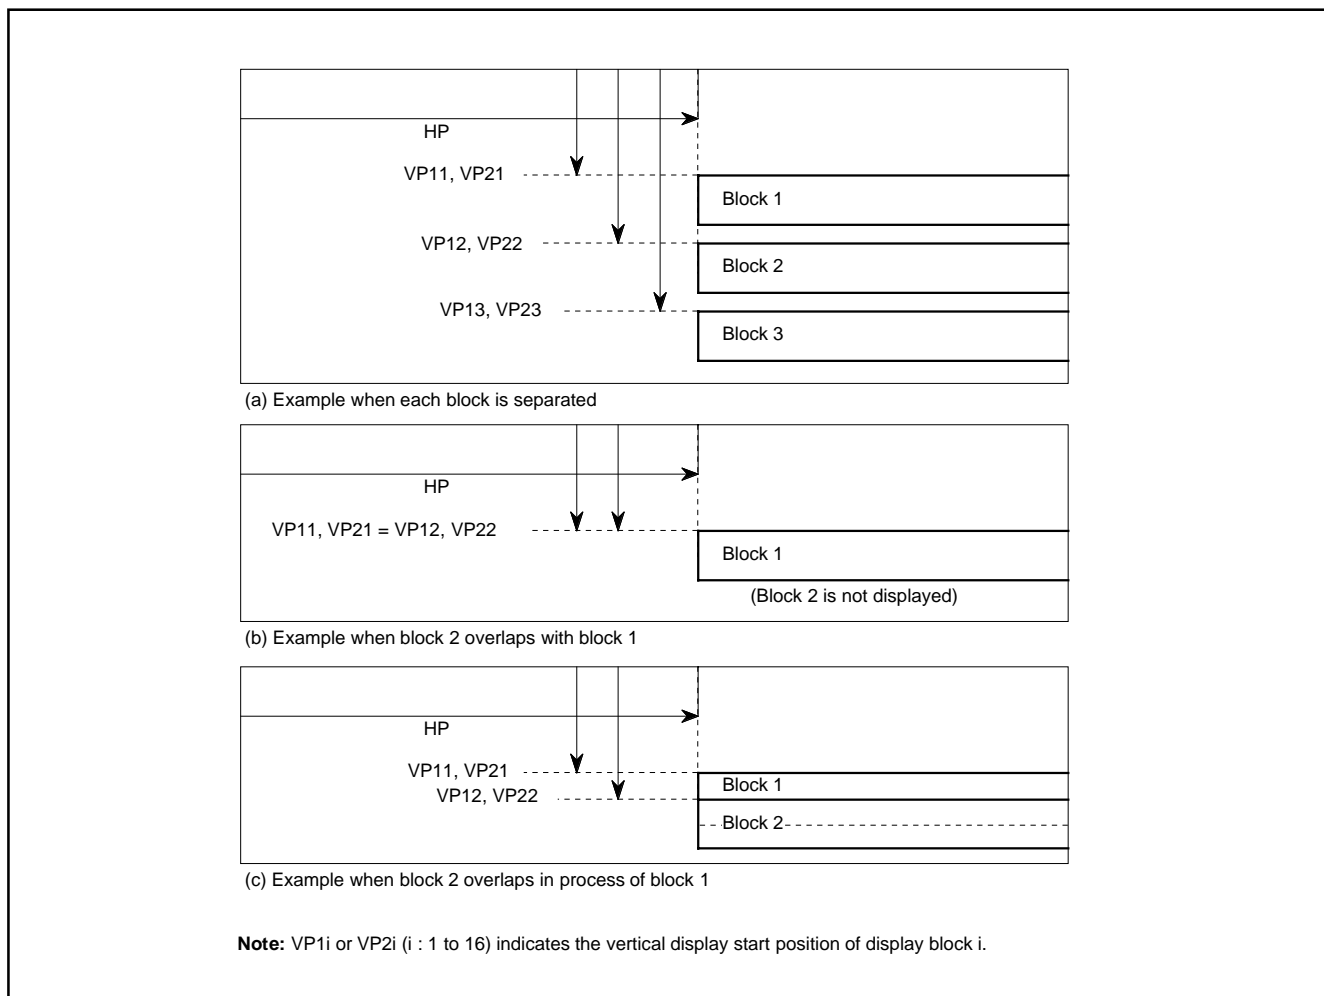 HP
VP11, VP21
Block 1
VP12, VP22
Block 2
VP13, VP23
Block 3
(a) Example when each block is separated
HP
VP11, VP21 = VP12, VP22
Block 1
(Block 2 is not displayed)
(b) Example when block 2 overlaps with block 1
HP
VP11, VP21
Block 1
VP12, VP22
Block 2
(c) Example when block 2 overlaps in process of block 1
Note: VP1i or VP2i (i : 1 to 16) indicates the vertical display start position of display block i.